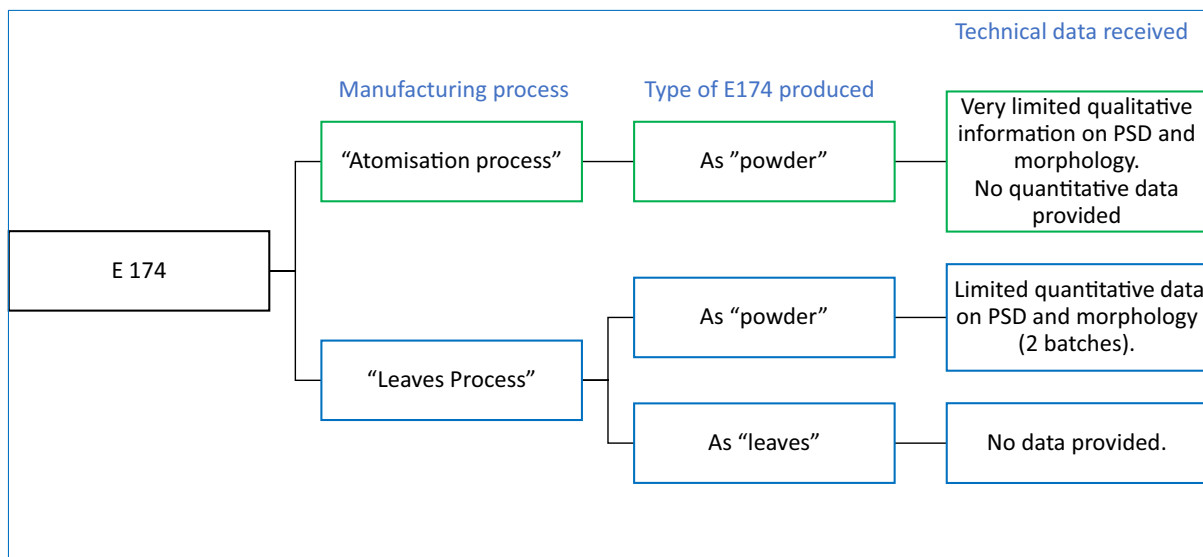 Technical data received
Manufacturing process
Type of E174 produced
“Atomisation process”
As ”powder”
Very limited qualitative
information on PSD and
morphology.
No quantitative data
provided
E 174
“Leaves Process”
As “powder”
Limited quantitative data
on PSD and morphology
(2 batches).
As “leaves”
No data provided.